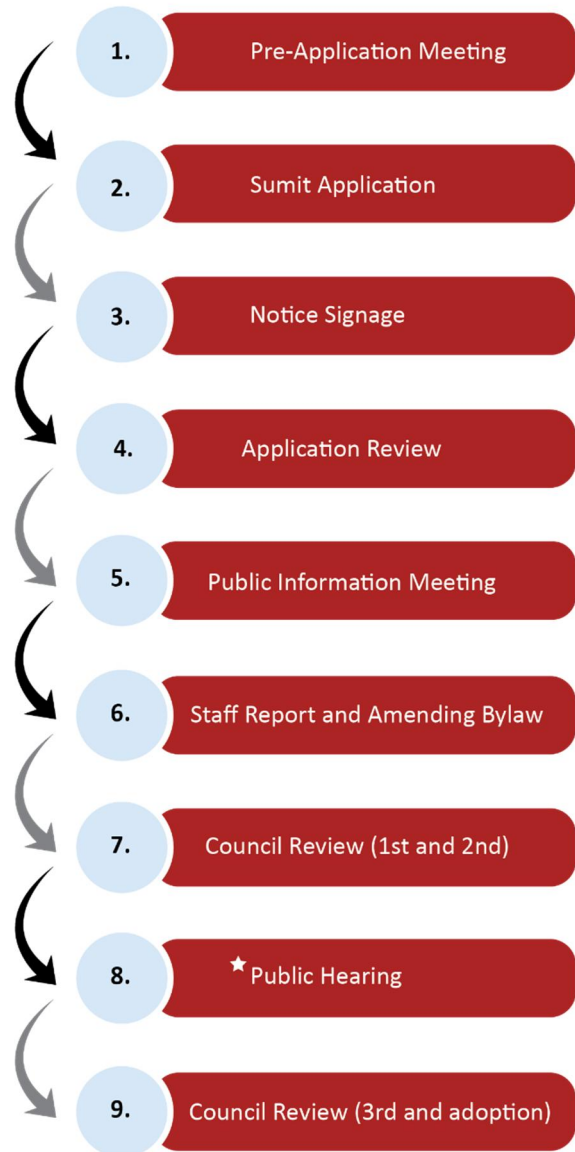 1. Pre-Application Meeting
2. Sumit Application
3. Notice Signage
4. Application Review
5. Public Information Meeting
6. Staff Report and Amending Bylaw
7. Council Review (1st and 2nd)
8. Public Hearing
9. Council Review (3rd and adoption)